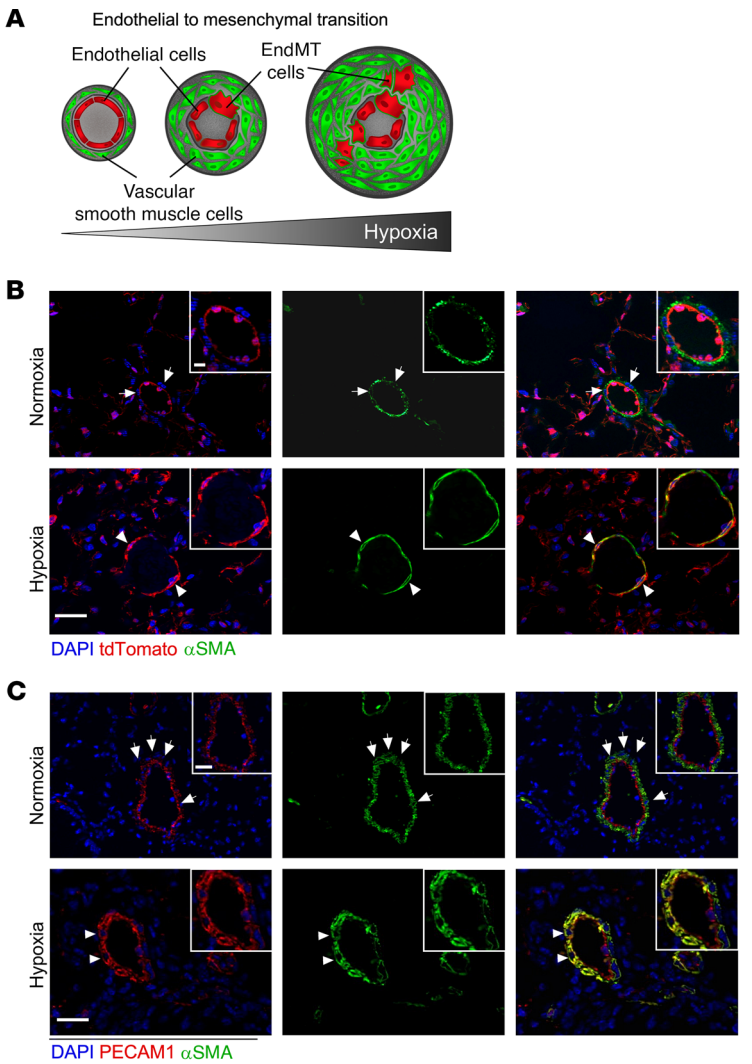 A
Endothelial to mesenchymal transition
Endothelial cells
EndMT
cells
Vascular
smooth muscle cells
Hypoxia
B
Normoxia
Hypoxia
DAPI tdTomato αSMA
C
Normoxia
Hypoxia
DAPI PECAM1 αSMA